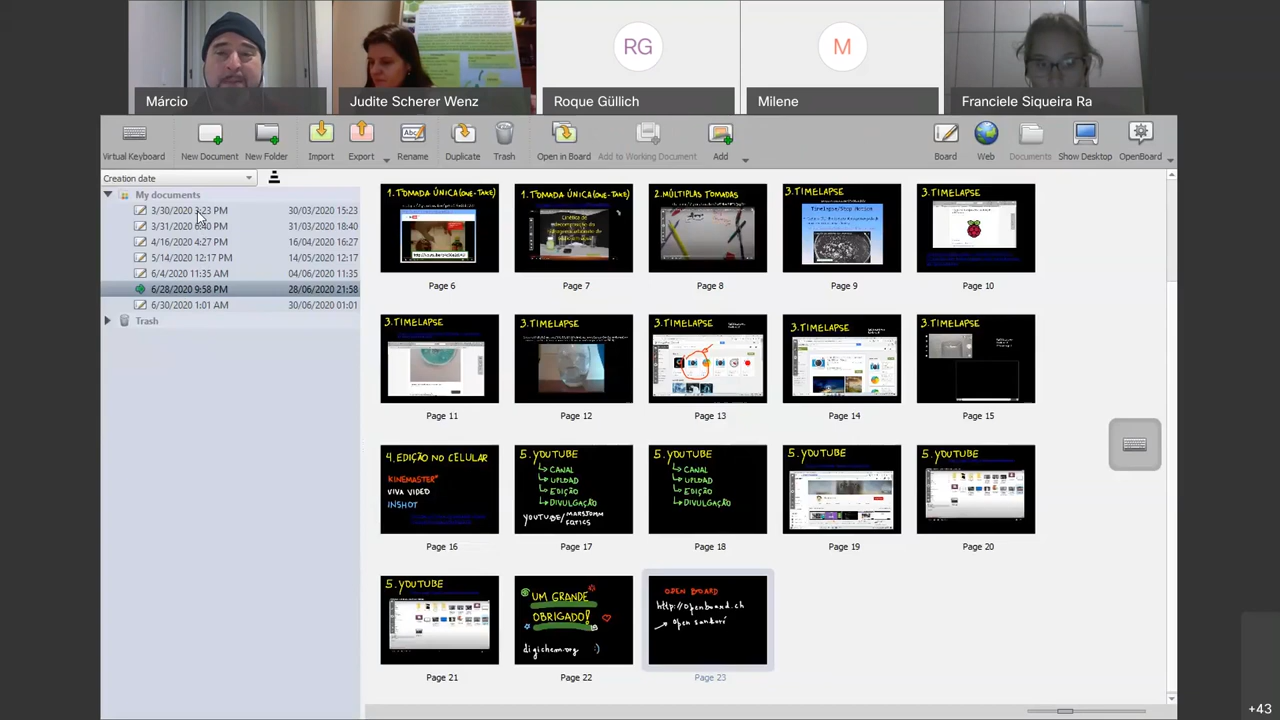 RG
M
Márcio
Judite Scherer Wenz
Roque Güllich
Milene
Franciele Siqueira Ra
Virtual Keyboard
New Document
New Folder
Import
Export
Abc
Rename
Duplicate
Trash
Open in Board
Add to Working Document
Add
Board
Web
Documents
Show Desktop
OpenBoard
Creation date
My documents
3/30/2020 3:23 PM 30/03/2020 15:23
3/31/2020 6:40 PM 31/03/2020 18:40
4/16/2020 4:27 PM 16/04/2020 16:27
5/14/2020 12:17 PM 14/05/2020 12:17
6/4/2020 11:35 AM 04/06/2020 11:35
6/28/2020 9:58 PM 28/06/2020 21:58
6/30/2020 1:01 AM 30/06/2020 01:01
Trash
1. TOMADA ÚNICA (ONE-TAKE)
1. TOMADA ÚNICA (ONE-TAKE)
2. MÚLTIPLAS TOMADAS
3. TIMELAPSE
Timelapse/Stop Motion
3. TIMELAPSE
Page 6
Page 7
Page 8
Page 9
Page 10
3. TIMELAPSE
3. TIMELAPSE
3. TIMELAPSE
3. TIMELAPSE
3. TIMELAPSE
Page 11
Page 12
Page 13
Page 14
Page 15
4. EDIÇÃO NO CELULAR
KINEMASTER*
VIVA VIDEO
INSHOT
5. YOUTUBE
CANAL
UPLOAD
EDIÇÃO
DIVULGAÇÃO
5. YOUTUBE
CANAL
UPLOAD
EDIÇÃO
DIVULGAÇÃO
5. YOUTUBE
5. YOUTUBE
Page 16
Page 17
Page 18
Page 19
Page 20
5. YOUTUBE
UM GRANDE
OBRIGADO!
digichem.org :)
OPEN BOARD
http://openboard.ch
→ open sankoré
Page 21
Page 22
Page 23
+43